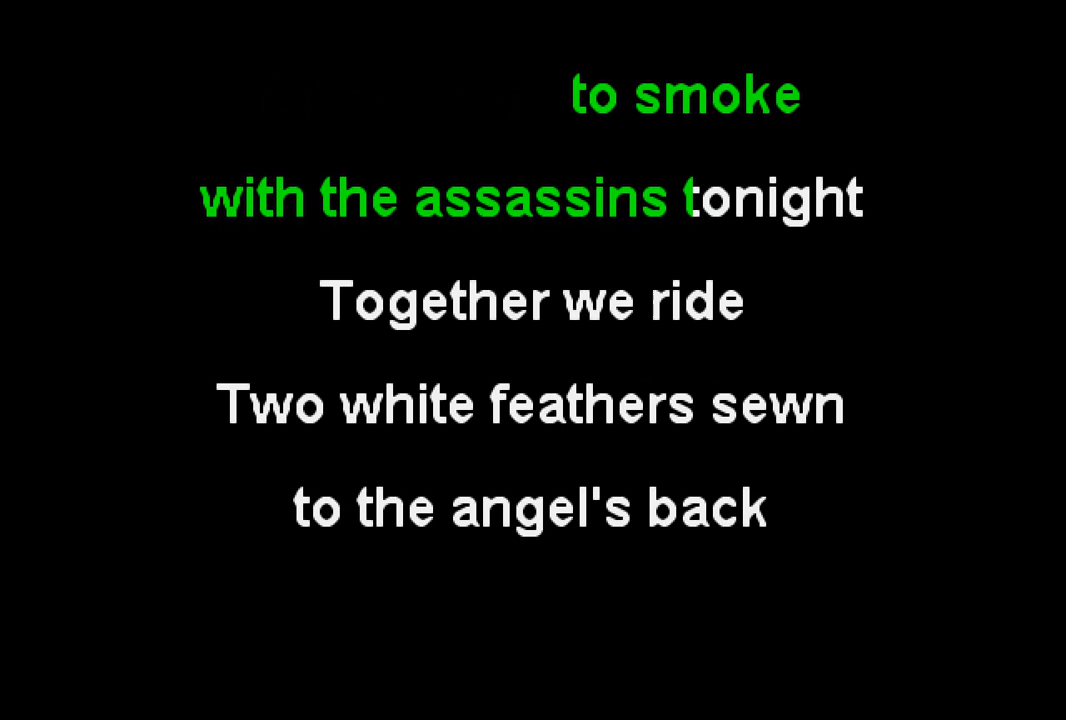 to smoke
with the assassins tonight
Together we ride
Two white feathers sewn
to the angel's back